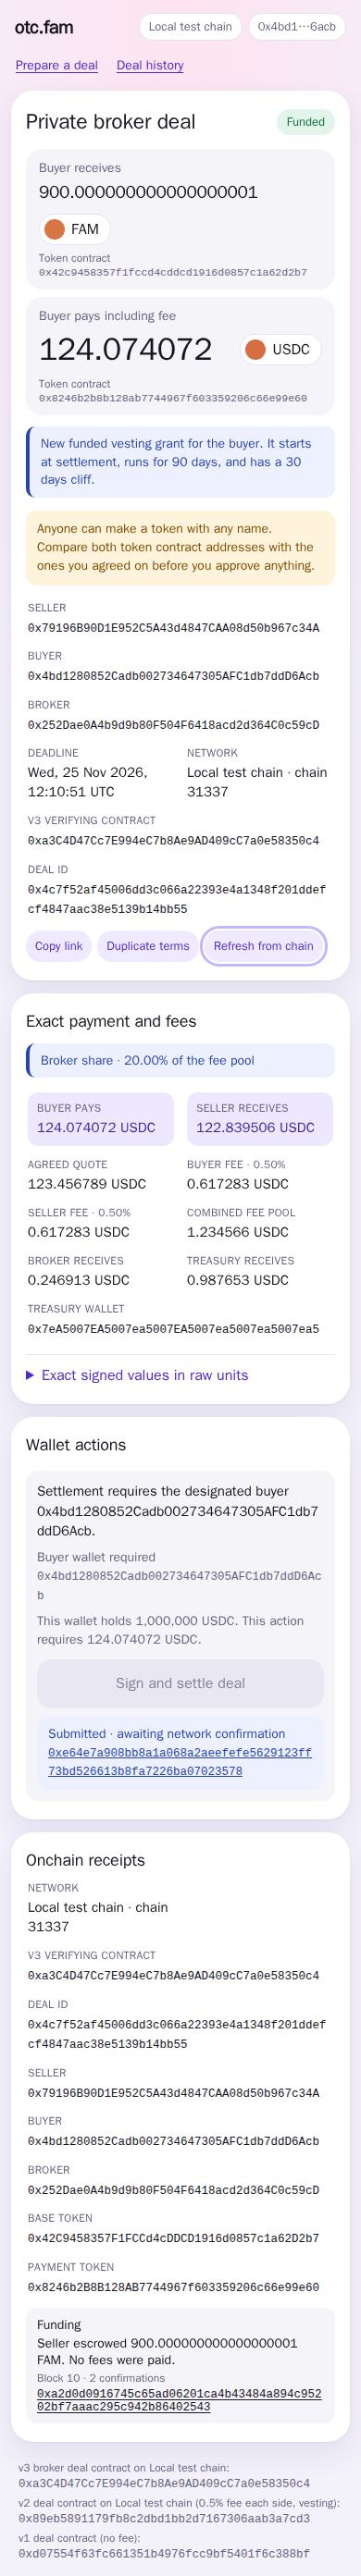 otc.fam
Local test chain
0x4bd1···6acb
Prepare a deal
Deal history
Private broker deal
Funded
Buyer receives
900.000000000000000001
FAM
Token contract
0x42c9458357f1fccd4cddcd1916d0857c1a62d2b7
Buyer pays including fee
124.074072
USDC
Token contract
0x8246b2b8b128ab7744967f603359206c66e99e60
New funded vesting grant for the buyer. It starts
at settlement, runs for 90 days, and has a 30
days cliff.
Anyone can make a token with any name.
Compare both token contract addresses with the
ones you agreed on before you approve anything.
SELLER
0x79196B90D1E952C5A43d4847CAA08d50b967c34A
BUYER
0x4bd1280852Cadb002734647305AFC1db7ddD6Acb
BROKER
0x252Dae0A4b9d9b80F504F6418acd2d364C0c59cD
DEADLINE
Wed, 25 Nov 2026,
12:10:51 UTC
NETWORK
Local test chain · chain
31337
V3 VERIFYING CONTRACT
0xa3C4D47Cc7E994eC7b8Ae9AD409cC7a0e58350c4
DEAL ID
0x4c7f52af45006dd3c066a22393e4a1348f201ddef
cf4847aac38e5139b14bb55
Copy link
Duplicate terms
Refresh from chain
Exact payment and fees
Broker share · 20.00% of the fee pool
BUYER PAYS
124.074072 USDC
SELLER RECEIVES
122.839506 USDC
AGREED QUOTE
123.456789 USDC
BUYER FEE · 0.50%
0.617283 USDC
SELLER FEE · 0.50%
0.617283 USDC
COMBINED FEE POOL
1.234566 USDC
BROKER RECEIVES
0.246913 USDC
TREASURY RECEIVES
0.987653 USDC
TREASURY WALLET
0x7eA5007EA5007ea5007EA5007ea5007ea5007ea5
Exact signed values in raw units
Wallet actions
Settlement requires the designated buyer
0x4bd1280852Cadb002734647305AFC1db7
ddD6Acb.
Buyer wallet required
0x4bd1280852Cadb002734647305AFC1db7ddD6Ac
b
This wallet holds 1,000,000 USDC. This action
requires 124.074072 USDC.
Sign and settle deal
Submitted · awaiting network confirmation
0xe64e7a908bb8a1a068a2aeefefe5629123ff
73bd526613b8fa7226ba07023578
Onchain receipts
NETWORK
Local test chain · chain
31337
V3 VERIFYING CONTRACT
0xa3C4D47Cc7E994eC7b8Ae9AD409cC7a0e58350c4
DEAL ID
0x4c7f52af45006dd3c066a22393e4a1348f201ddef
cf4847aac38e5139b14bb55
SELLER
0x79196B90D1E952C5A43d4847CAA08d50b967c34A
BUYER
0x4bd1280852Cadb002734647305AFC1db7ddD6Acb
BROKER
0x252Dae0A4b9d9b80F504F6418acd2d364C0c59cD
BASE TOKEN
0x42C9458357F1FCCd4cDDCD1916d0857c1a62D2b7
PAYMENT TOKEN
0x8246b2B8B128AB7744967f603359206c66e99e60
Funding
Seller escrowed 900.000000000000000001
FAM. No fees were paid.
Block 10 · 2 confirmations
0xa2d0d0916745c65ad06201ca4b43484a894c952
02bf7aaac295c942b86402543
v3 broker deal contract on Local test chain:
0xa3C4D47Cc7E994eC7b8Ae9AD409cC7a0e58350c4
v2 deal contract on Local test chain (0.5% fee each side, vesting):
0x89eb5891179fb8c2dbd1bb2d7167306aab3a7cd3
v1 deal contract (no fee):
0xd07554f63fc661351b4976fcc9bf5401f6c388bf